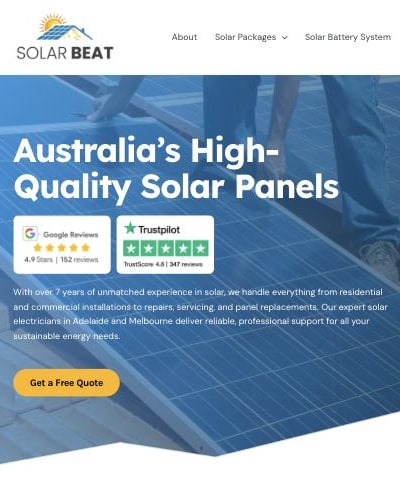 About
Solar Packages
Solar Battery System
SOLAR BEAT
Australia's High-
Quality Solar Panels
Google Reviews
4.9 Stars | 152 reviews
Trustpilot
TrustScore 4.8 | 347 reviews
With over 7 years of unmatched experience in solar, we handle everything from residential
and commercial installations to repairs, servicing, and panel replacements. Our expert solar
electricians in Adelaide and Melbourne deliver reliable, professional support for all your
sustainable energy needs.
Get a Free Quote